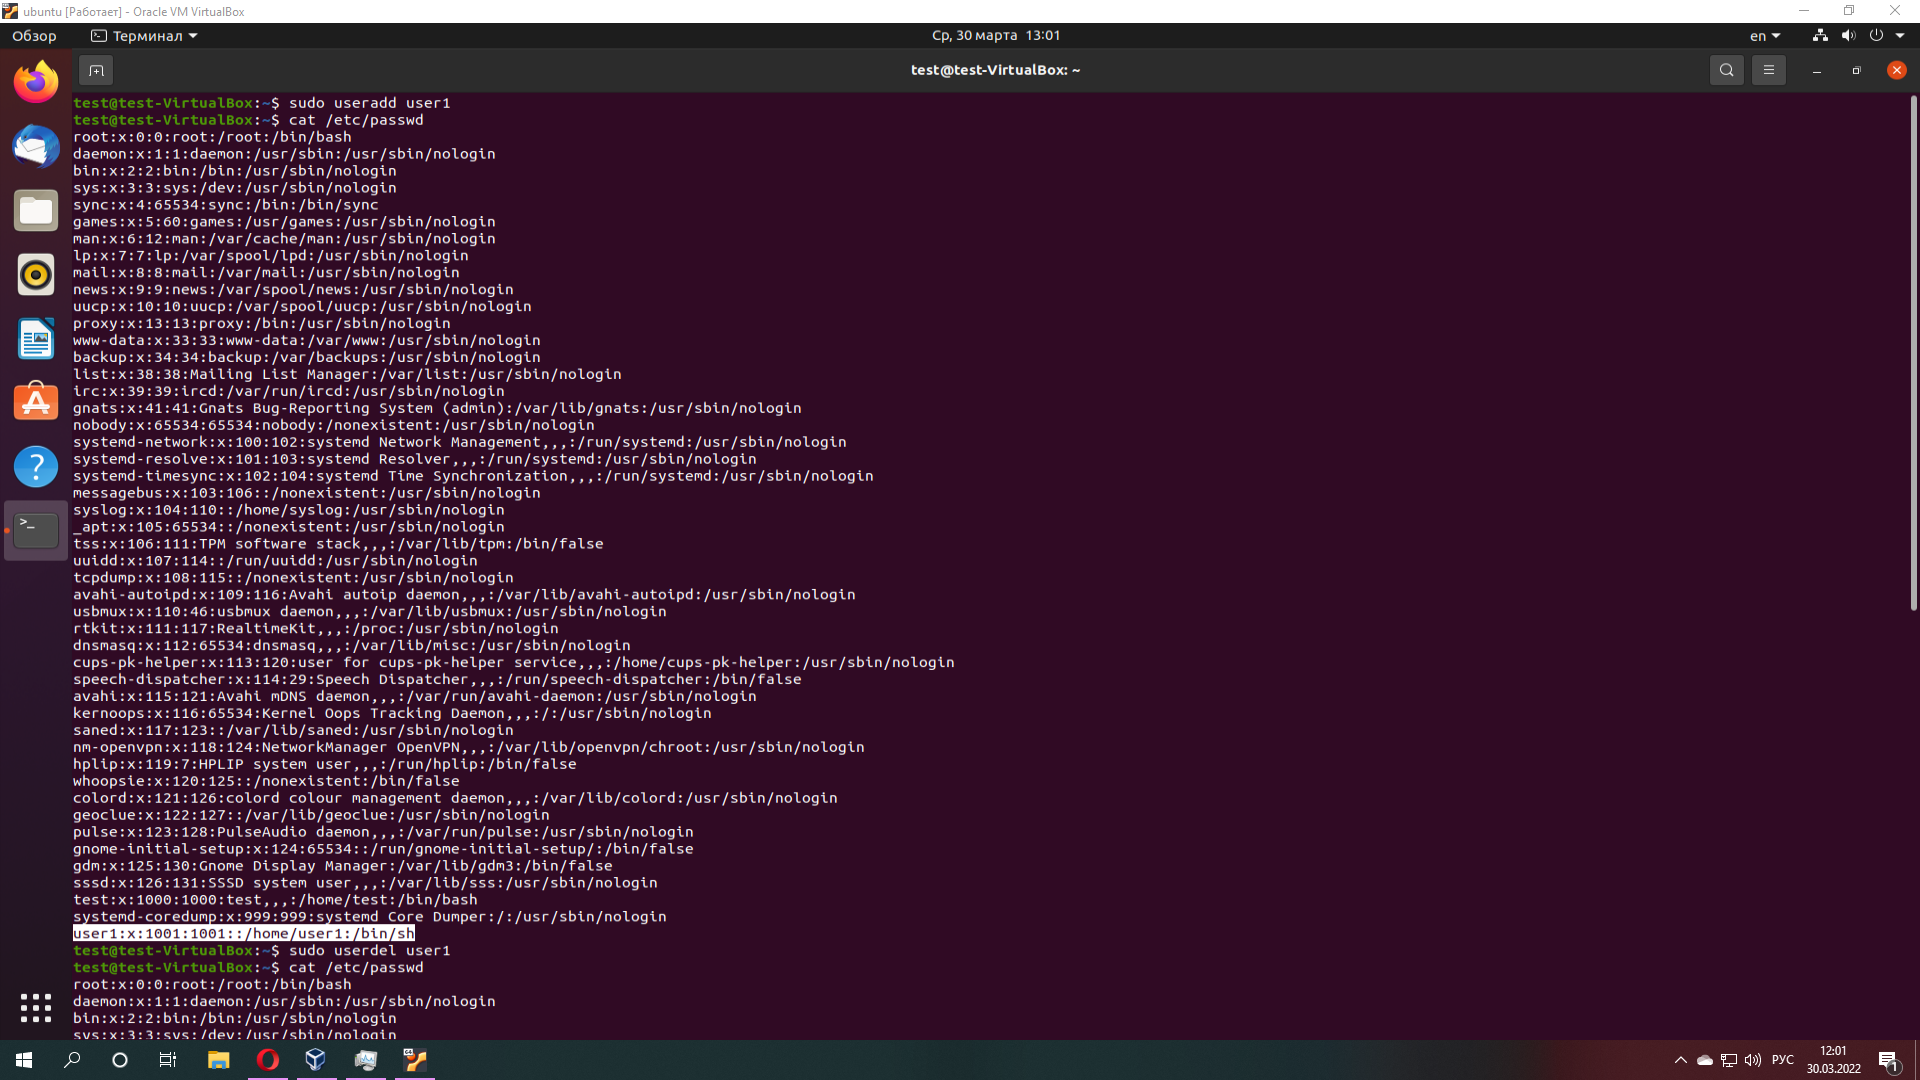 ubuntu [Работает] - Oracle VM VirtualBox
Обзор
Терминал
Ср, 30 марта 13:01
en
test@test-VirtualBox: ~
test@test-VirtualBox:~$ sudo useradd user1
test@test-VirtualBox:~$ cat /etc/passwd
root:x:0:0:root:/root:/bin/bash
daemon:x:1:1:daemon:/usr/sbin:/usr/sbin/nologin
bin:x:2:2:bin:/bin:/usr/sbin/nologin
sys:x:3:3:sys:/dev:/usr/sbin/nologin
sync:x:4:65534:sync:/bin:/bin/sync
games:x:5:60:games:/usr/games:/usr/sbin/nologin
man:x:6:12:man:/var/cache/man:/usr/sbin/nologin
lp:x:7:7:lp:/var/spool/lpd:/usr/sbin/nologin
mail:x:8:8:mail:/var/mail:/usr/sbin/nologin
news:x:9:9:news:/var/spool/news:/usr/sbin/nologin
uucp:x:10:10:uucp:/var/spool/uucp:/usr/sbin/nologin
proxy:x:13:13:proxy:/bin:/usr/sbin/nologin
www-data:x:33:33:www-data:/var/www:/usr/sbin/nologin
backup:x:34:34:backup:/var/backups:/usr/sbin/nologin
list:x:38:38:Mailing List Manager:/var/list:/usr/sbin/nologin
irc:x:39:39:ircd:/var/run/ircd:/usr/sbin/nologin
gnats:x:41:41:Gnats Bug-Reporting System (admin):/var/lib/gnats:/usr/sbin/nologin
nobody:x:65534:65534:nobody:/nonexistent:/usr/sbin/nologin
systemd-network:x:100:102:systemd Network Management,,,:/run/systemd:/usr/sbin/nologin
systemd-resolve:x:101:103:systemd Resolver,,,:/run/systemd:/usr/sbin/nologin
systemd-timesync:x:102:104:systemd Time Synchronization,,,:/run/systemd:/usr/sbin/nologin
messagebus:x:103:106::/nonexistent:/usr/sbin/nologin
syslog:x:104:110::/home/syslog:/usr/sbin/nologin
_apt:x:105:65534::/nonexistent:/usr/sbin/nologin
tss:x:106:111:TPM software stack,,,:/var/lib/tpm:/bin/false
uuidd:x:107:114::/run/uuidd:/usr/sbin/nologin
tcpdump:x:108:115::/nonexistent:/usr/sbin/nologin
avahi-autoipd:x:109:116:Avahi autoip daemon,,,:/var/lib/avahi-autoipd:/usr/sbin/nologin
usbmux:x:110:46:usbmux daemon,,,:/var/lib/usbmux:/usr/sbin/nologin
rtkit:x:111:117:RealtimeKit,,,:/proc:/usr/sbin/nologin
dnsmasq:x:112:65534:dnsmasq,,,:/var/lib/misc:/usr/sbin/nologin
cups-pk-helper:x:113:120:user for cups-pk-helper service,,,:/home/cups-pk-helper:/usr/sbin/nologin
speech-dispatcher:x:114:29:Speech Dispatcher,,,:/run/speech-dispatcher:/bin/false
avahi:x:115:121:Avahi mDNS daemon,,,:/var/run/avahi-daemon:/usr/sbin/nologin
kernoops:x:116:65534:Kernel Oops Tracking Daemon,,,:/:/usr/sbin/nologin
saned:x:117:123::/var/lib/saned:/usr/sbin/nologin
nm-openvpn:x:118:124:NetworkManager OpenVPN,,,:/var/lib/openvpn/chroot:/usr/sbin/nologin
hplip:x:119:7:HPLIP system user,,,:/run/hplip:/bin/false
whoopsie:x:120:125::/nonexistent:/bin/false
colord:x:121:126:colord colour management daemon,,,:/var/lib/colord:/usr/sbin/nologin
geoclue:x:122:127::/var/lib/geoclue:/usr/sbin/nologin
pulse:x:123:128:PulseAudio daemon,,,:/var/run/pulse:/usr/sbin/nologin
gnome-initial-setup:x:124:65534::/run/gnome-initial-setup/:/bin/false
gdm:x:125:130:Gnome Display Manager:/var/lib/gdm3:/bin/false
sssd:x:126:131:SSSD system user,,,:/var/lib/sss:/usr/sbin/nologin
test:x:1000:1000:test,,,:/home/test:/bin/bash
systemd-coredump:x:999:999:systemd Core Dumper:/:/usr/sbin/nologin
user1:x:1001:1001::/home/user1:/bin/sh
test@test-VirtualBox:~$ sudo userdel user1
test@test-VirtualBox:~$ cat /etc/passwd
root:x:0:0:root:/root:/bin/bash
daemon:x:1:1:daemon:/usr/sbin:/usr/sbin/nologin
bin:x:2:2:bin:/bin:/usr/sbin/nologin
sys:x:3:3:sys:/dev:/usr/sbin/nologin
РУС
12:01
30.03.2022
1